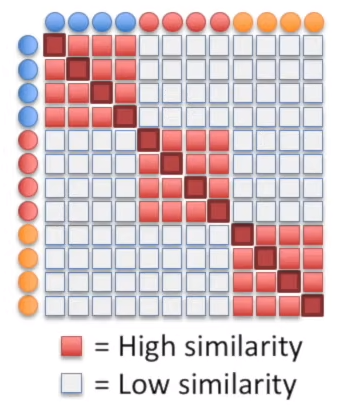 = High similarity
= Low similarity